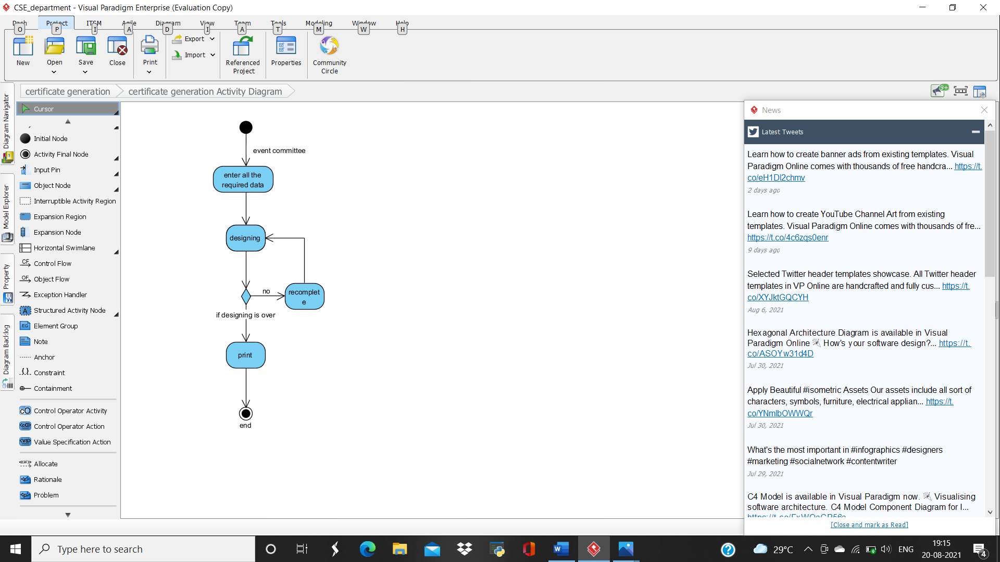 CSE_department - Visual Paradigm Enterprise (Evaluation Copy)
Dash Project ITSM Agile Diagram View Team Tools Modeling Window Help
O P I A D I A T M W H
Export
Import
New Open Save Close Print Referenced Project Properties Community Circle
certificate generation certificate generation Activity Diagram
9+
Diagram Navigator
Model Explorer
Property
Diagram Backlog
Cursor
Initial Node
Activity Final Node
Input Pin
Object Node
Interruptible Activity Region
Expansion Region
Expansion Node
Horizontal Swimlane
CF Control Flow
OF Object Flow
Exception Handler
A Structured Activity Node
EG Element Group
Note
Anchor
Constraint
Containment
cO Control Operator Activity
«cO» Control Operator Action
«VS» Value Specification Action
Allocate
Rationale
Problem
event committee
enter all the
required data
designing
no
recomplet
e
if designing is over
print
end
News
Latest Tweets
Learn how to create banner ads from existing templates. Visual
Paradigm Online comes with thousands of free handcra... https://t.
co/eH1Dl2chmv
2 days ago
Learn how to create YouTube Channel Art from existing
templates. Visual Paradigm Online comes with thousands of fre...
https://t.co/4c6zqs0enr
9 days ago
Selected Twitter header templates showcase. All Twitter header
templates in VP Online are handcrafted and fully cus... https://t.
co/XYJktGQCYH
Aug 6, 2021
Hexagonal Architecture Diagram is available in Visual
Paradigm Online How's your software design?... https://t.
co/ASOYw31d4D
Jul 30, 2021
Apply Beautiful #isometric Assets Our assets include all sort of
characters, symbols, furniture, electrical applian... https://t.
co/YNmlbOWWQr
Jul 30, 2021
What's the most important in #infographics #designers
#marketing #socialnetwork #contentwriter
Jul 29, 2021
C4 Model is available in Visual Paradigm now. Visualising
software architecture. C4 Model Component Diagram for I...
[Close and mark as Read]
Type here to search
29°C
ENG
19:15
20-08-2021
4